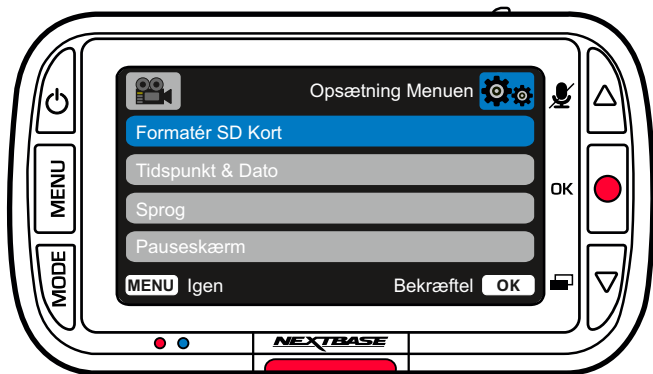 Opsætning Menuen
MENU
Formatér SD Kort
Tidspunkt & Dato
OK
Sprog
Pauseskærm
MODE
MENU Igen Bekræftel OK
NEXTBASE